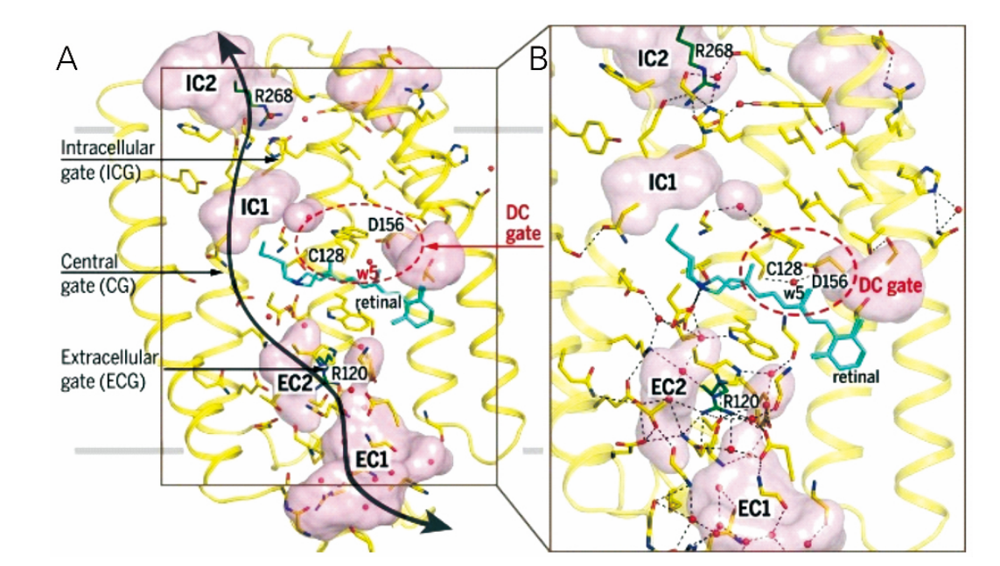 A
IC2
R268
Intracellular
gate (ICG)
IC1
D156
DC
gate
C128
Central
gate (CG)
w5
retinal
Extracellular
gate (ECG)
EC2
R120
EC1
B
IC2
R268
IC1
C128
w5
D156
DC gate
retinal
EC2
R120
EC1